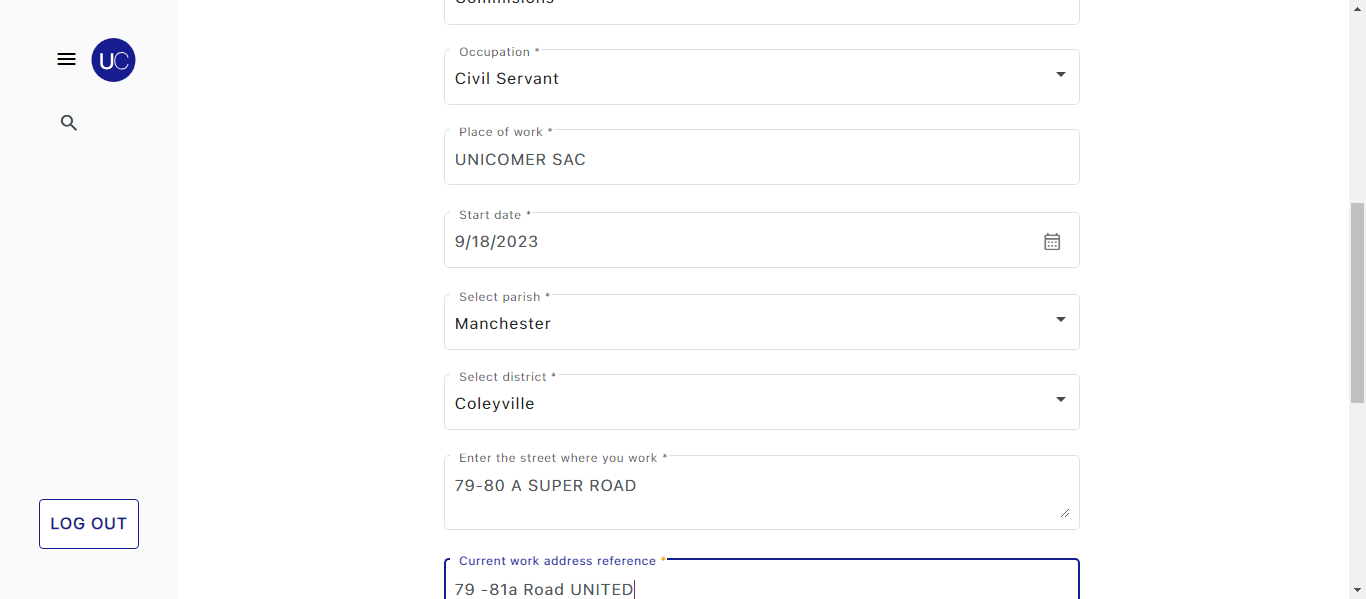 UC
LOG OUT
Commisions
Occupation *
Civil Servant
Place of work *
UNICOMER SAC
Start date *
9/18/2023
Select parish *
Manchester
Select district *
Coleyville
Enter the street where you work *
79-80 A SUPER ROAD
Current work address reference *
79 -81a Road UNITED